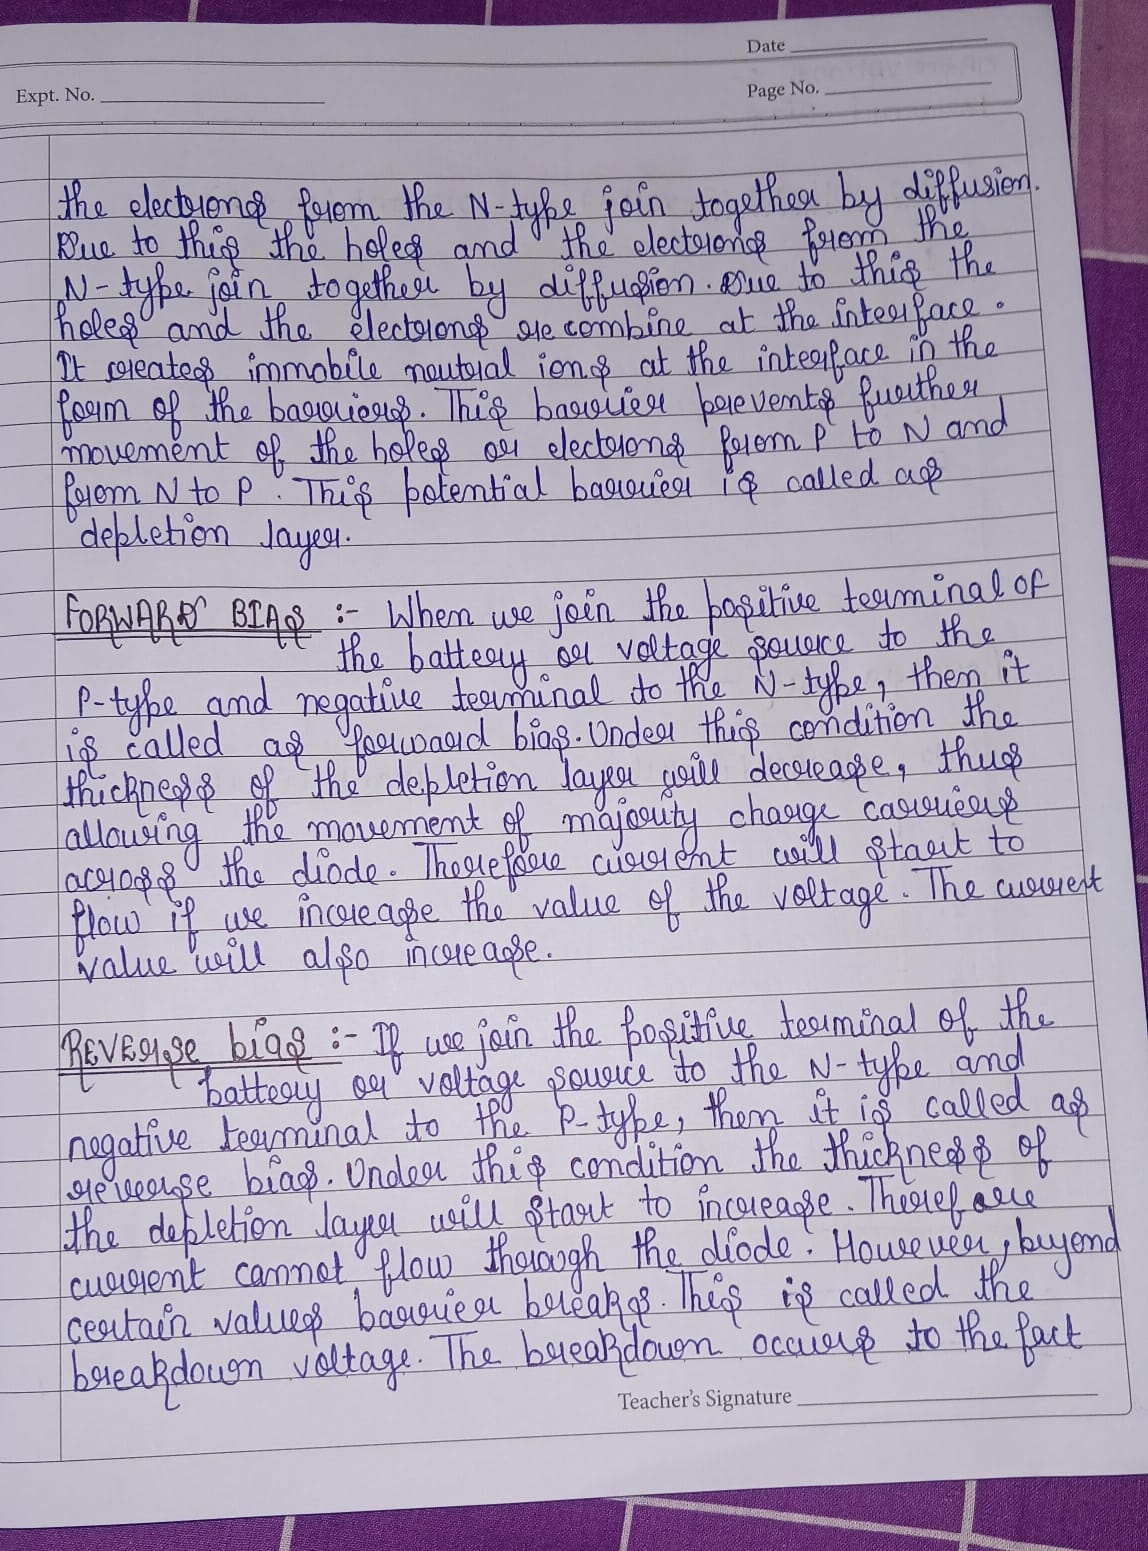 Date
Expt. No.
Page No.
the electrons from the N-type join together by diffusion.
Due to this the holes and the electrons from the
N-type join together by diffusion. Due to this the
holes and the electrons recombine at the interface.
It creates immobile neutral ions at the interface in the
form of the barriers. This barrier prevents further
movement of the holes or electrons from P to N and
from N to P. This potential barrier is called as
depletion layer.
FORWARD BIAS :- When we join the positive terminal of
the battery or voltage source to the
P-type and negative terminal to the N-type, then it
is called as forward bias. Under this condition the
thickness of the depletion layer will decrease, thus
allowing the movement of majority charge carriers
across the diode. Therefore current will start to
flow if we increase the value of the voltage. The current
value will also increase.
REVERSE bias :- If we join the positive terminal of the
battery or voltage source to the N-type and
negative terminal to the P-type, then it is called as
reverse bias. Under this condition the thickness of
the depletion layer will start to increase. Therefore
current cannot flow through the diode. However, beyond
certain values barrier breaks. This is called the
breakdown voltage. The breakdown occurs to the fact
Teacher's Signature